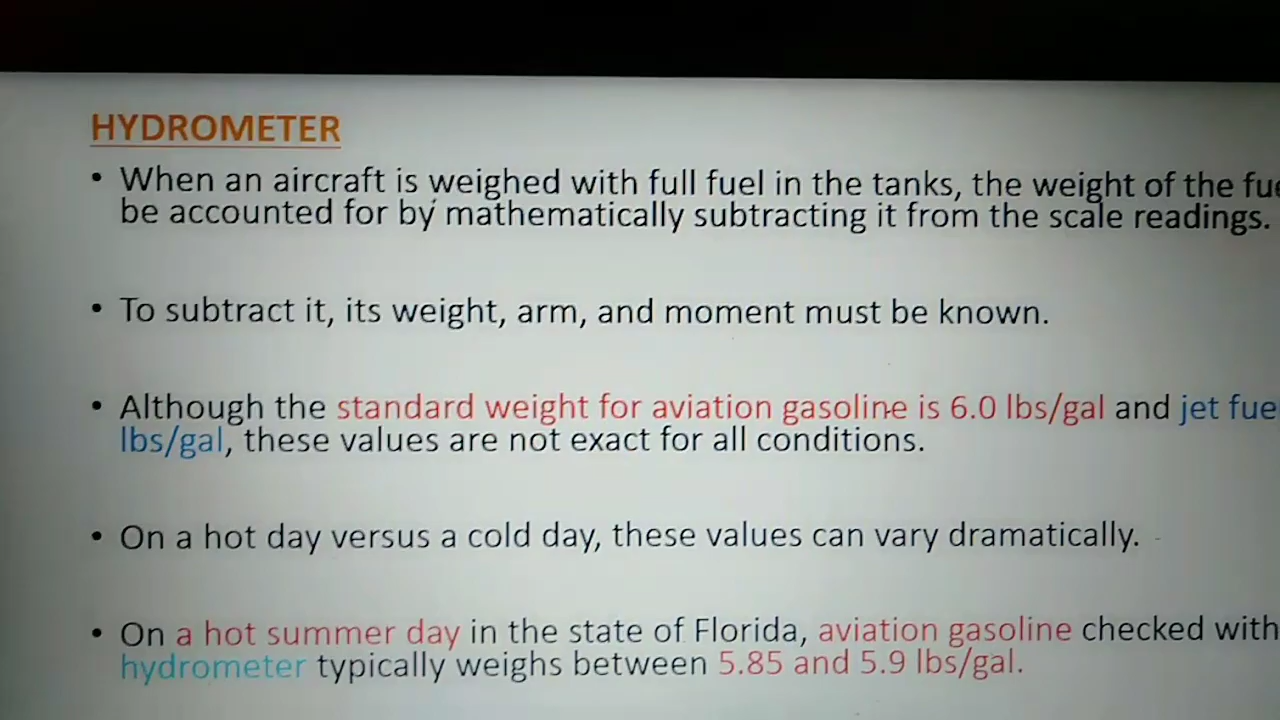 HYDROMETER
• When an aircraft is weighed with full fuel in the tanks, the weight of the
be accounted for by mathematically subtracting it from the scale readings.
• To subtract it, its weight, arm, and moment must be known.
• Although the standard weight for aviation gasoline is 6.0 lbs/gal and jet
lbs/gal, these values are not exact for all conditions.
• On a hot day versus a cold day, these values can vary dramatically.
• On a hot summer day in the state of Florida, aviation gasoline checked with
hydrometer typically weighs between 5.85 and 5.9 lbs/gal.